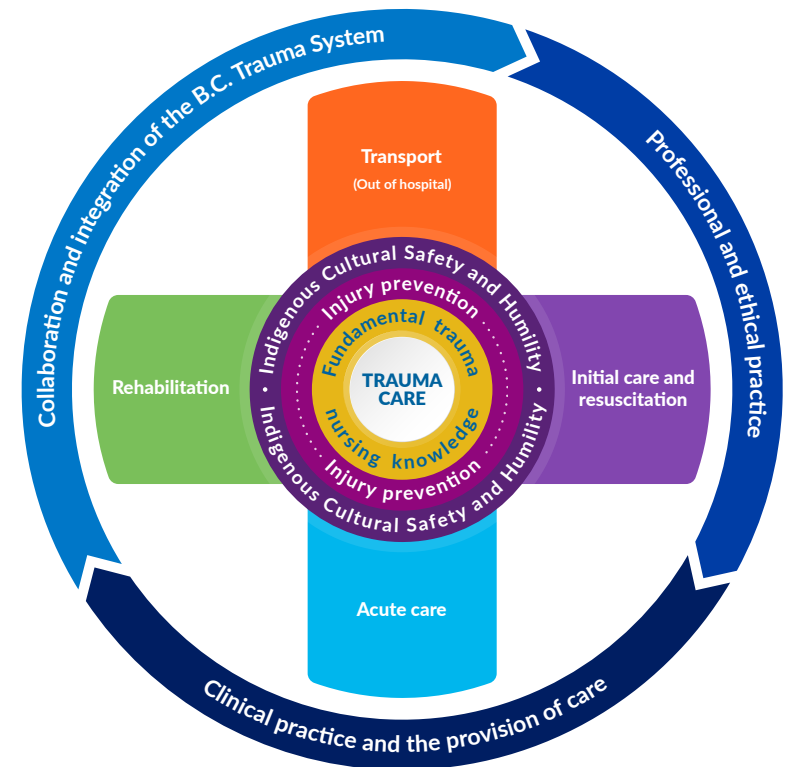 Collaboration and integration of the B.C. Trauma System
Professional and ethical practice
Clinical practice and the provision of care
Transport
(Out of hospital)
Initial care and
resuscitation
Acute care
Rehabilitation
Indigenous Cultural Safety and Humility
•
Indigenous Cultural Safety and Humility
•
Injury prevention
Injury prevention
Fundamental trauma
nursing knowledge
TRAUMA
CARE